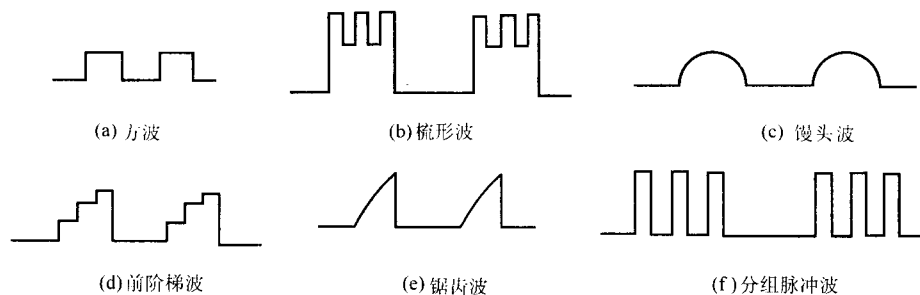 (a) 方波
(b) 梳形波
(c) 馒头波
(d) 前阶梯波
(e) 锯齿波
(f) 分组脉冲波